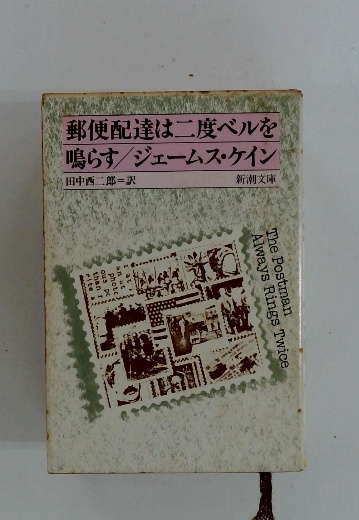 郵便配達は二度ベルを
鳴らす/ジェームス・ケイン
田中西二郎=訳
新潮文庫
The Postman
Always Rings Twice